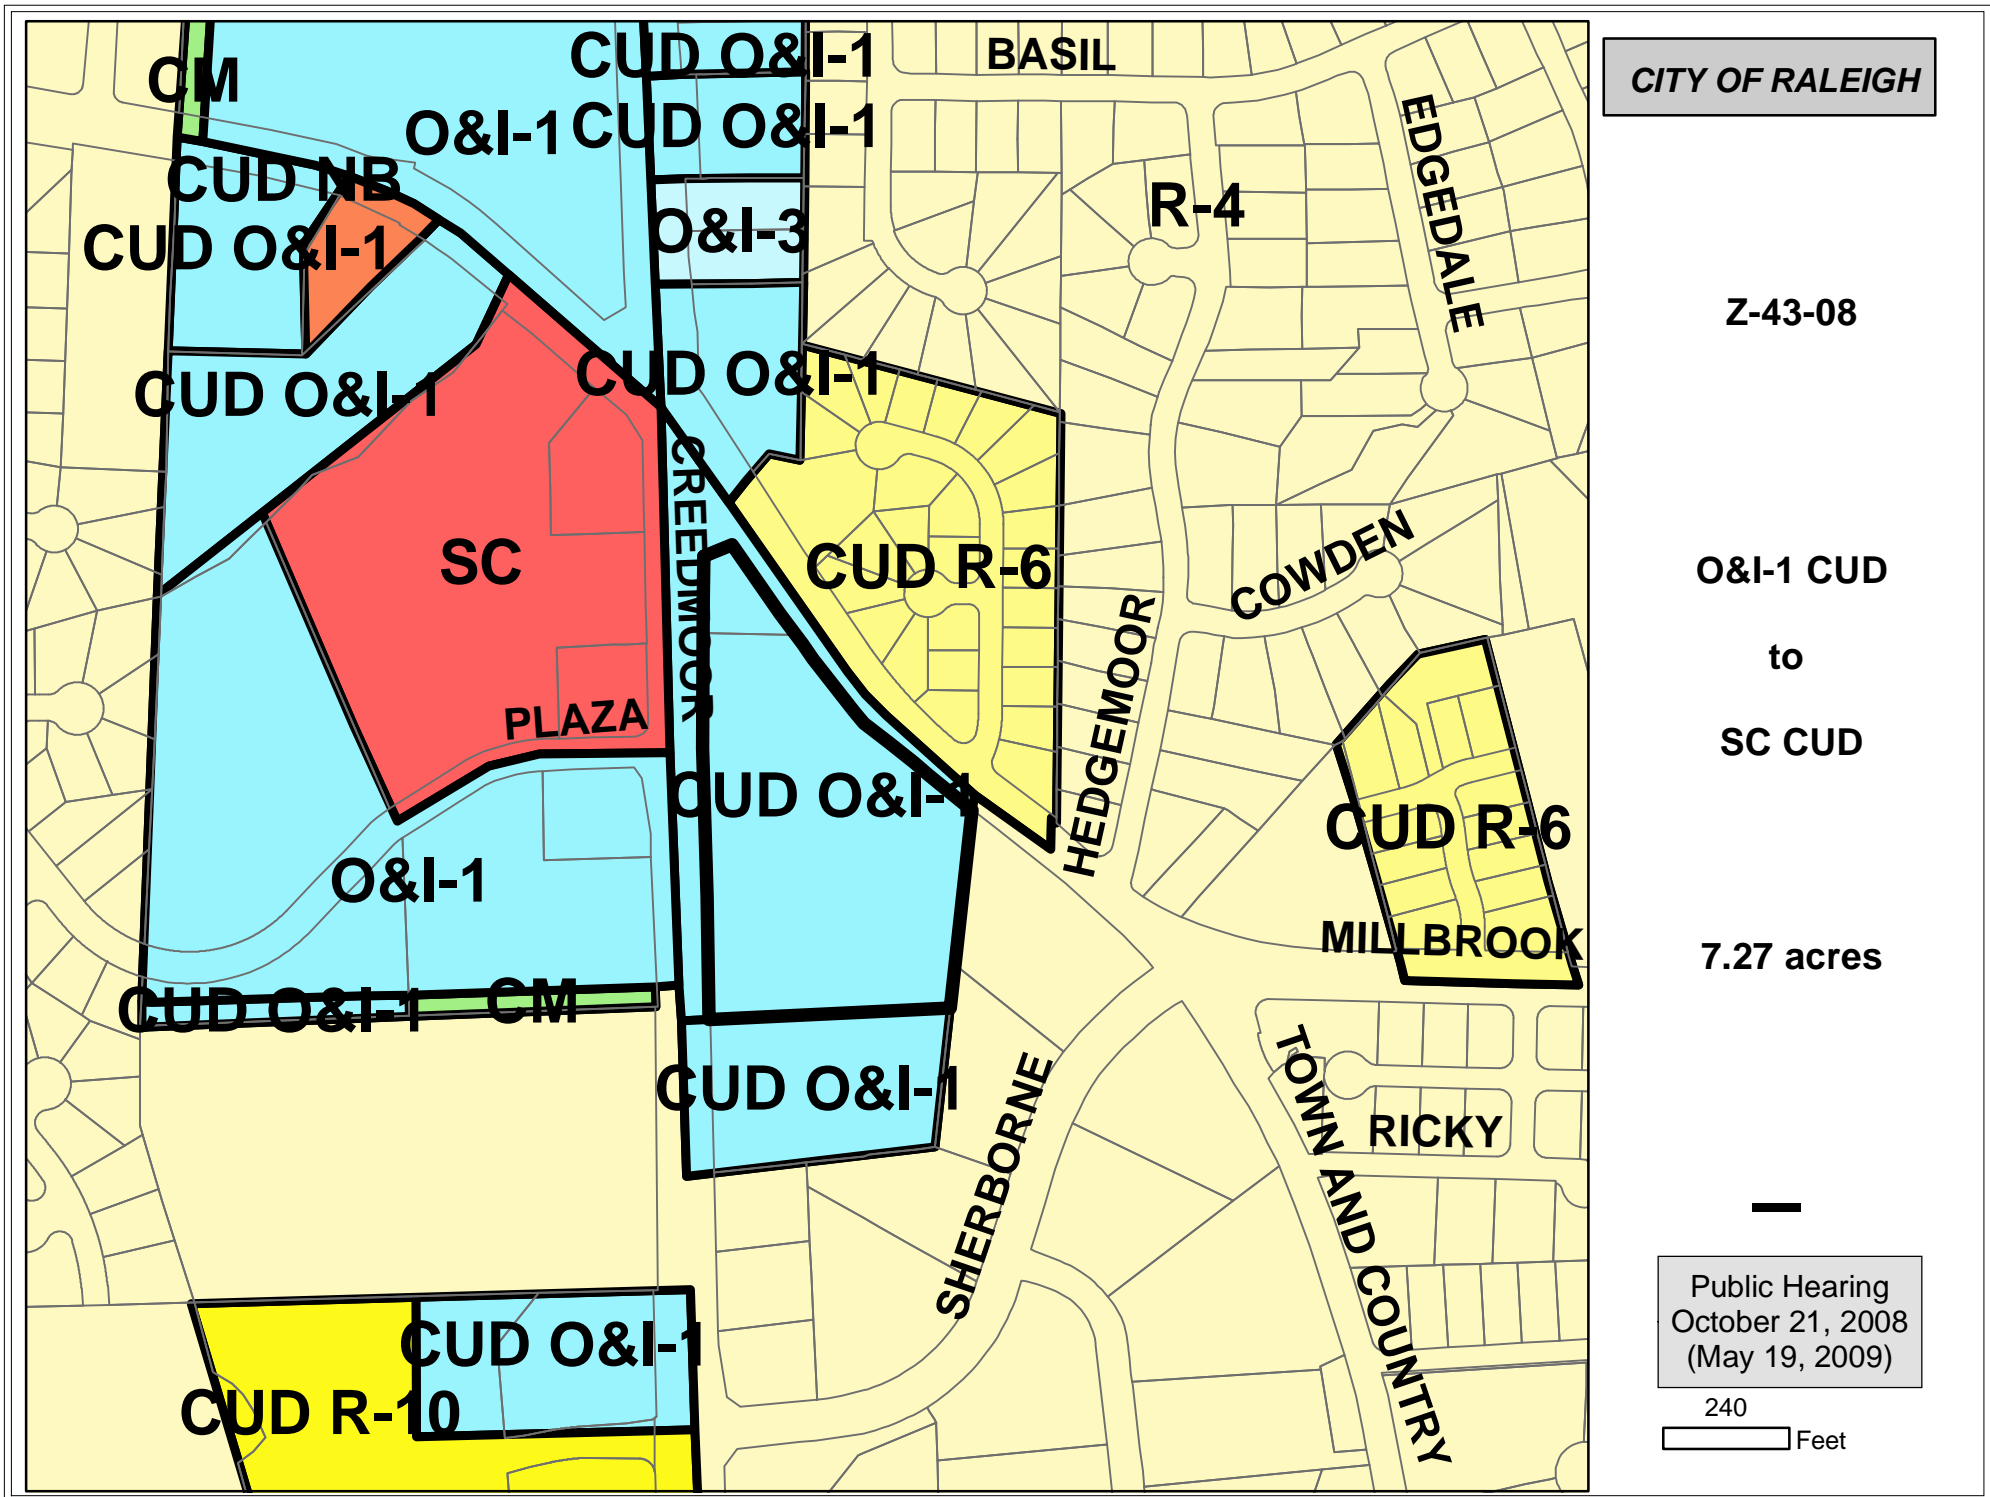 CUD O&I-1
BASIL
CITY OF RALEIGH
CM
O&I-1
CUD O&I-1
EDGEDALE
CUD NB
R-4
CUD O&I-1
O&I-3
Z-43-08
CUD O&I-1
CUD O&I-1
CREEDMOOR
SC
CUD R-6
COWDEN
O&I-1 CUD
to
SC CUD
HEDGEMOOR
PLAZA
CUD O&I-1
CUD R-6
O&I-1
MILLBROOK
7.27 acres
CUD O&I-1
CM
CUD O&I-1
SHERBORNE
TOWN AND COUNTRY
RICKY
Public Hearing
October 21, 2008
(May 19, 2009)
CUD O&I-1
CUD R-10
240
Feet